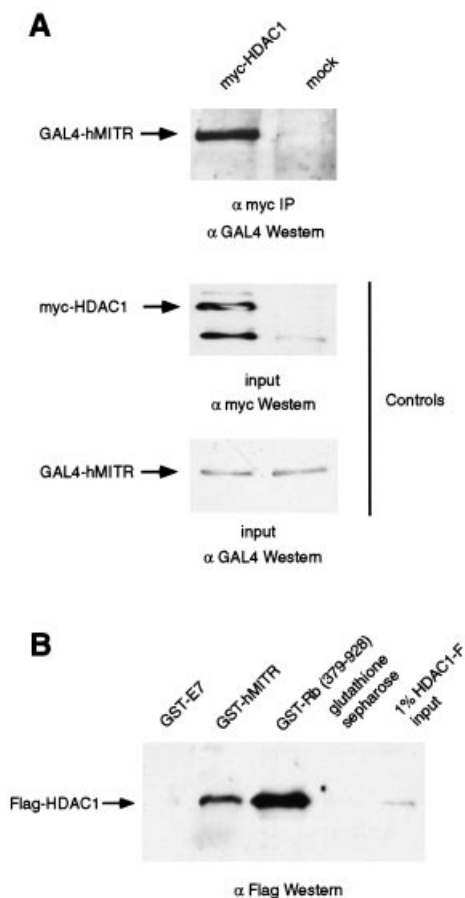 A
myc-HDAC1
mock
GAL4-hMITR
α myc IP
α GAL4 Western
myc-HDAC1
input
α myc Western
Controls
GAL4-hMITR
input
α GAL4 Western
B
GST-E7
GST-hMITR
GST-Rb (379-928)
glutathione
sepharose
1% HDAC1-F
input
Flag-HDAC1
α Flag Western